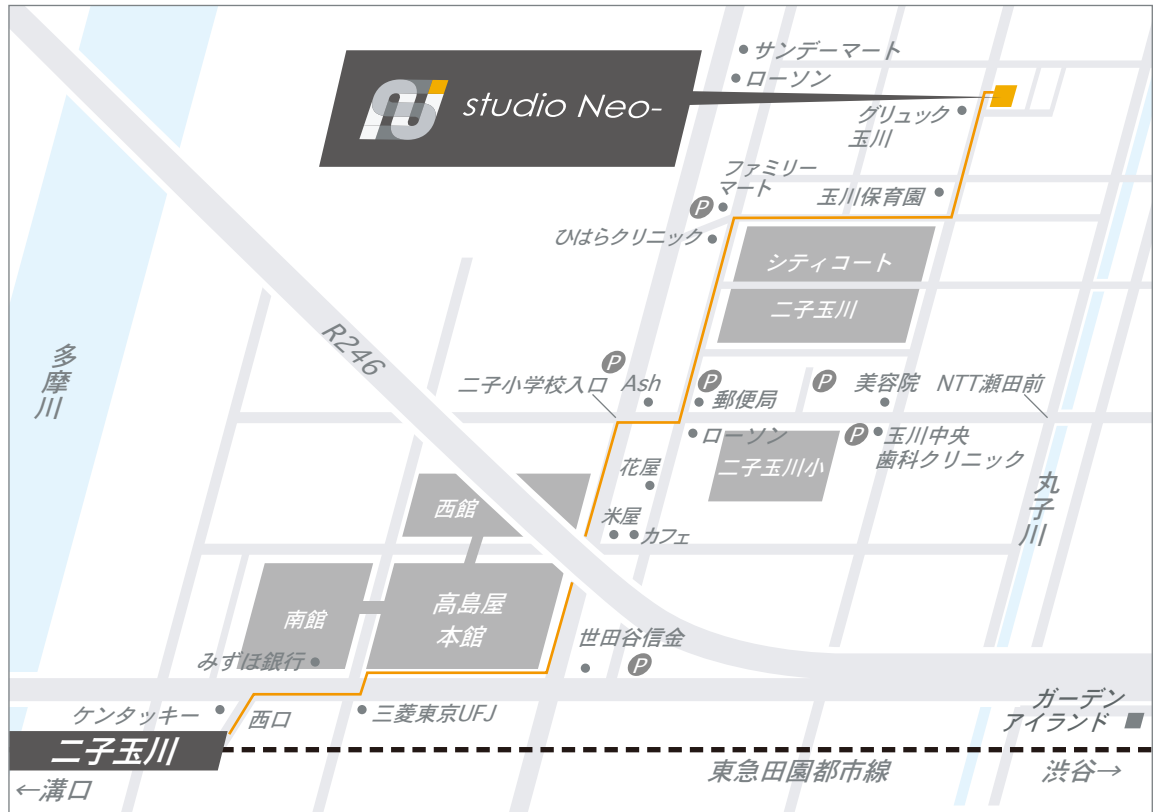 サンデーマート
ローソン
studio Neo-
グリュック
玉川
ファミリー
マート
P
玉川保育園
ひはらクリニック
シティコート
二子玉川
R246
多
摩
川
P
二子小学校入口
Ash
P
郵便局
P
美容院
NTT瀬田前
ローソン
P
玉川中央
歯科クリニック
二子玉川小
花屋
丸
子
川
西館
米屋
カフェ
高島屋
本館
南館
世田谷信金
P
みずほ銀行
ガーデン
アイランド
ケンタッキー
西口
三菱東京UFJ
二子玉川
東急田園都市線
渋谷→
←溝口